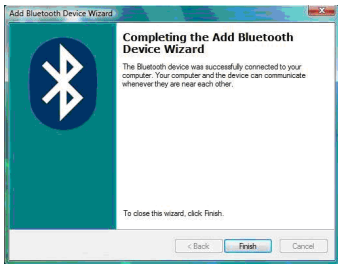 Add Bluetooth Device Wizard
Completing the Add Bluetooth
Device Wizard
The Bluetooth device was successfully connected to your
computer. Your computer and the device can communicate
whenever they are near each other.
To close this wizard, click Finish.
< Back Finish Cancel